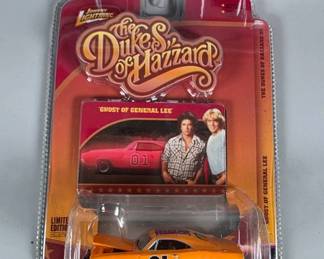 JOHNNY
LIGHTNING
The
Dukes
of Hazzard
"GHOST OF GENERAL LEE"
01
LIMITED
EDITION
THE DUKES OF HAZZARD
GHOST OF GENERAL LEE
01